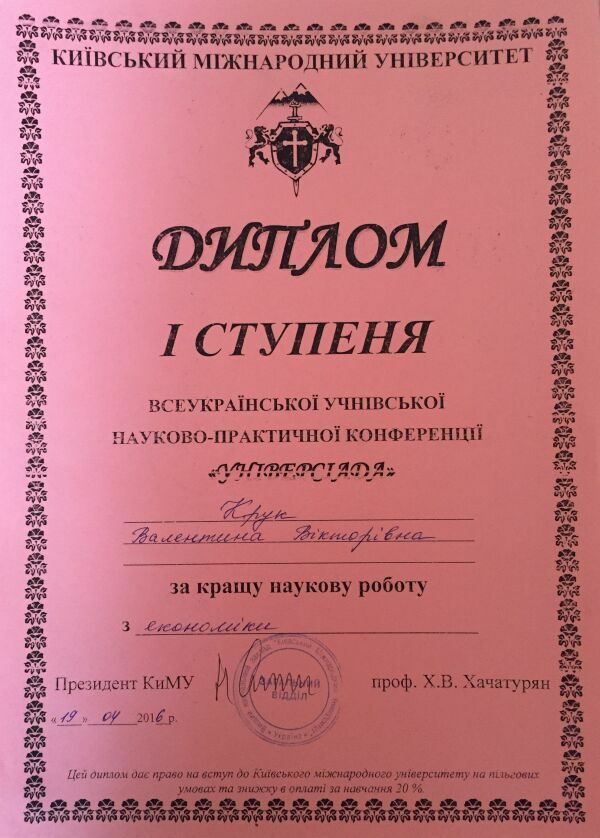 КИЇВСЬКИЙ МІЖНАРОДНИЙ УНІВЕРСИТЕТ
ДИПЛОМ
І СТУПЕНЯ
ВСЕУКРАЇНСЬКОЇ УЧНІВСЬКОЇ
НАУКОВО-ПРАКТИЧНОЇ КОНФЕРЕНЦІЇ
«УНІВЕРСІАДА»
Крук
Валентина Вікторівна
за кращу наукову роботу
з економіки
Президент КиМУ проф. Х.В. Хачатурян
відділ
Україна
«19» 04 2016 р.
Цей диплом дає право на вступ до Київського міжнародного університету на пільгових
умовах та знижку в оплаті за навчання 20 %.